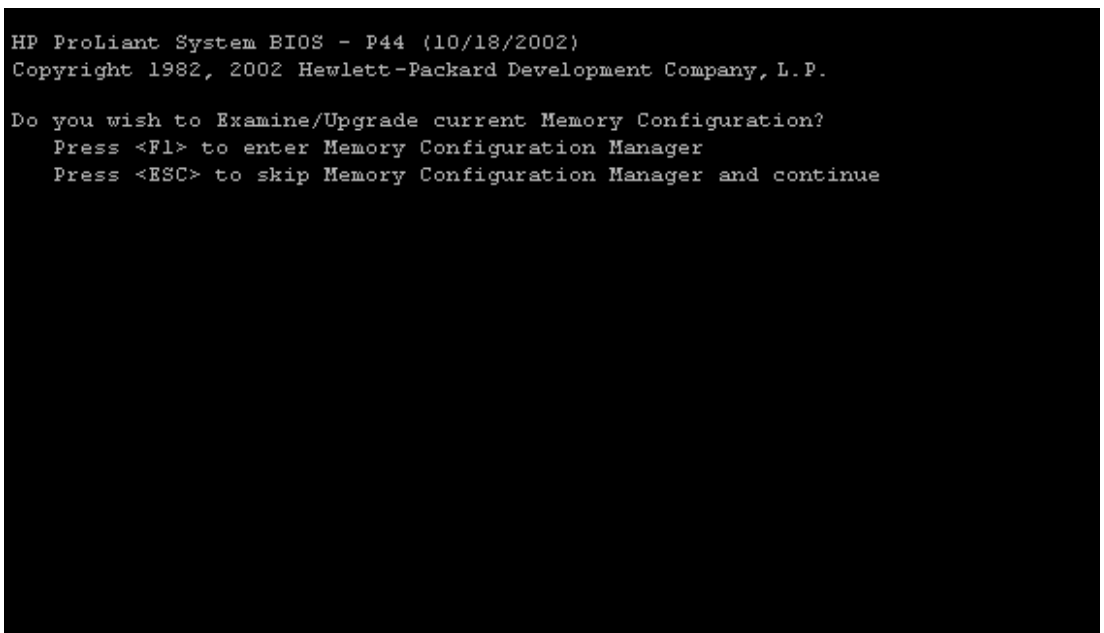 HP ProLiant System BIOS - P44 (10/18/2002)
Copyright 1982, 2002 Hewlett-Packard Development Company, L.P.
Do you wish to Examine/Upgrade current Memory Configuration?
Press <F1> to enter Memory Configuration Manager
Press <ESC> to skip Memory Configuration Manager and continue